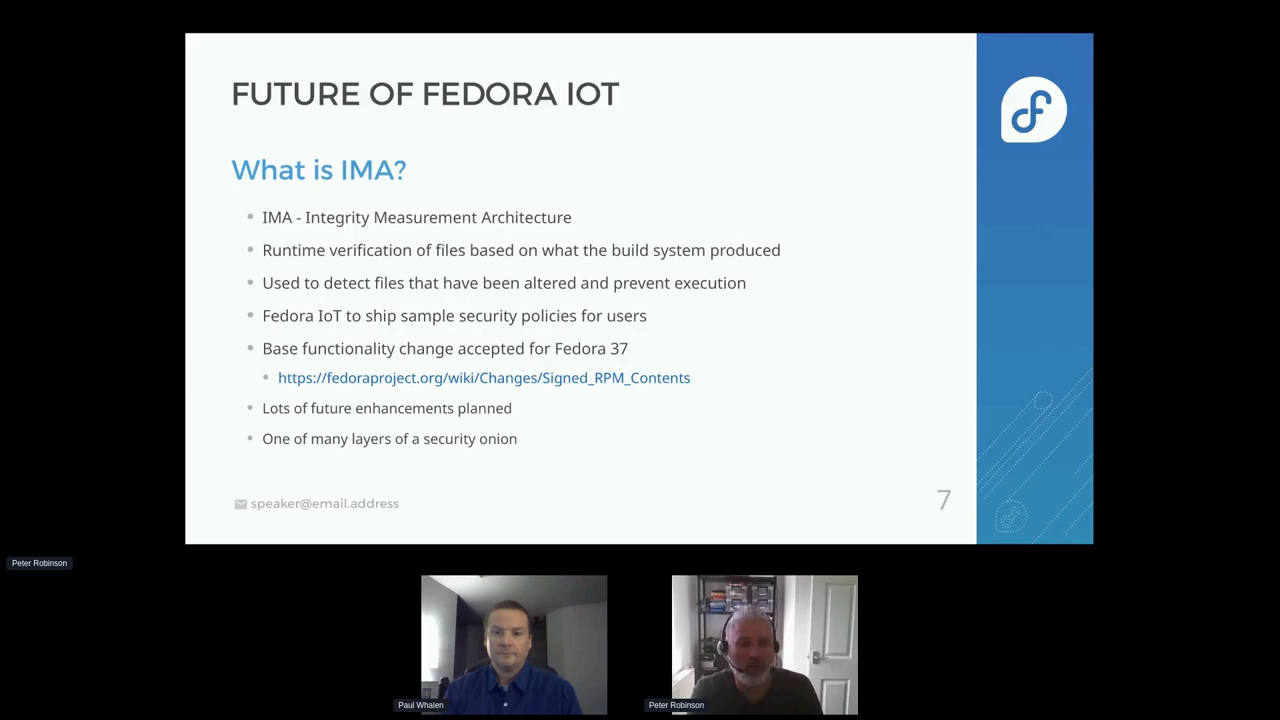 FUTURE OF FEDORA IOT
What is IMA?
IMA - Integrity Measurement Architecture
Runtime verification of files based on what the build system produced
Used to detect files that have been altered and prevent execution
Fedora IoT to ship sample security policies for users
Base functionality change accepted for Fedora 37
https://fedoraproject.org/wiki/Changes/Signed_RPM_Contents
Lots of future enhancements planned
One of many layers of a security onion
speaker@email.address
7
Peter Robinson
Paul Whalen
Peter Robinson